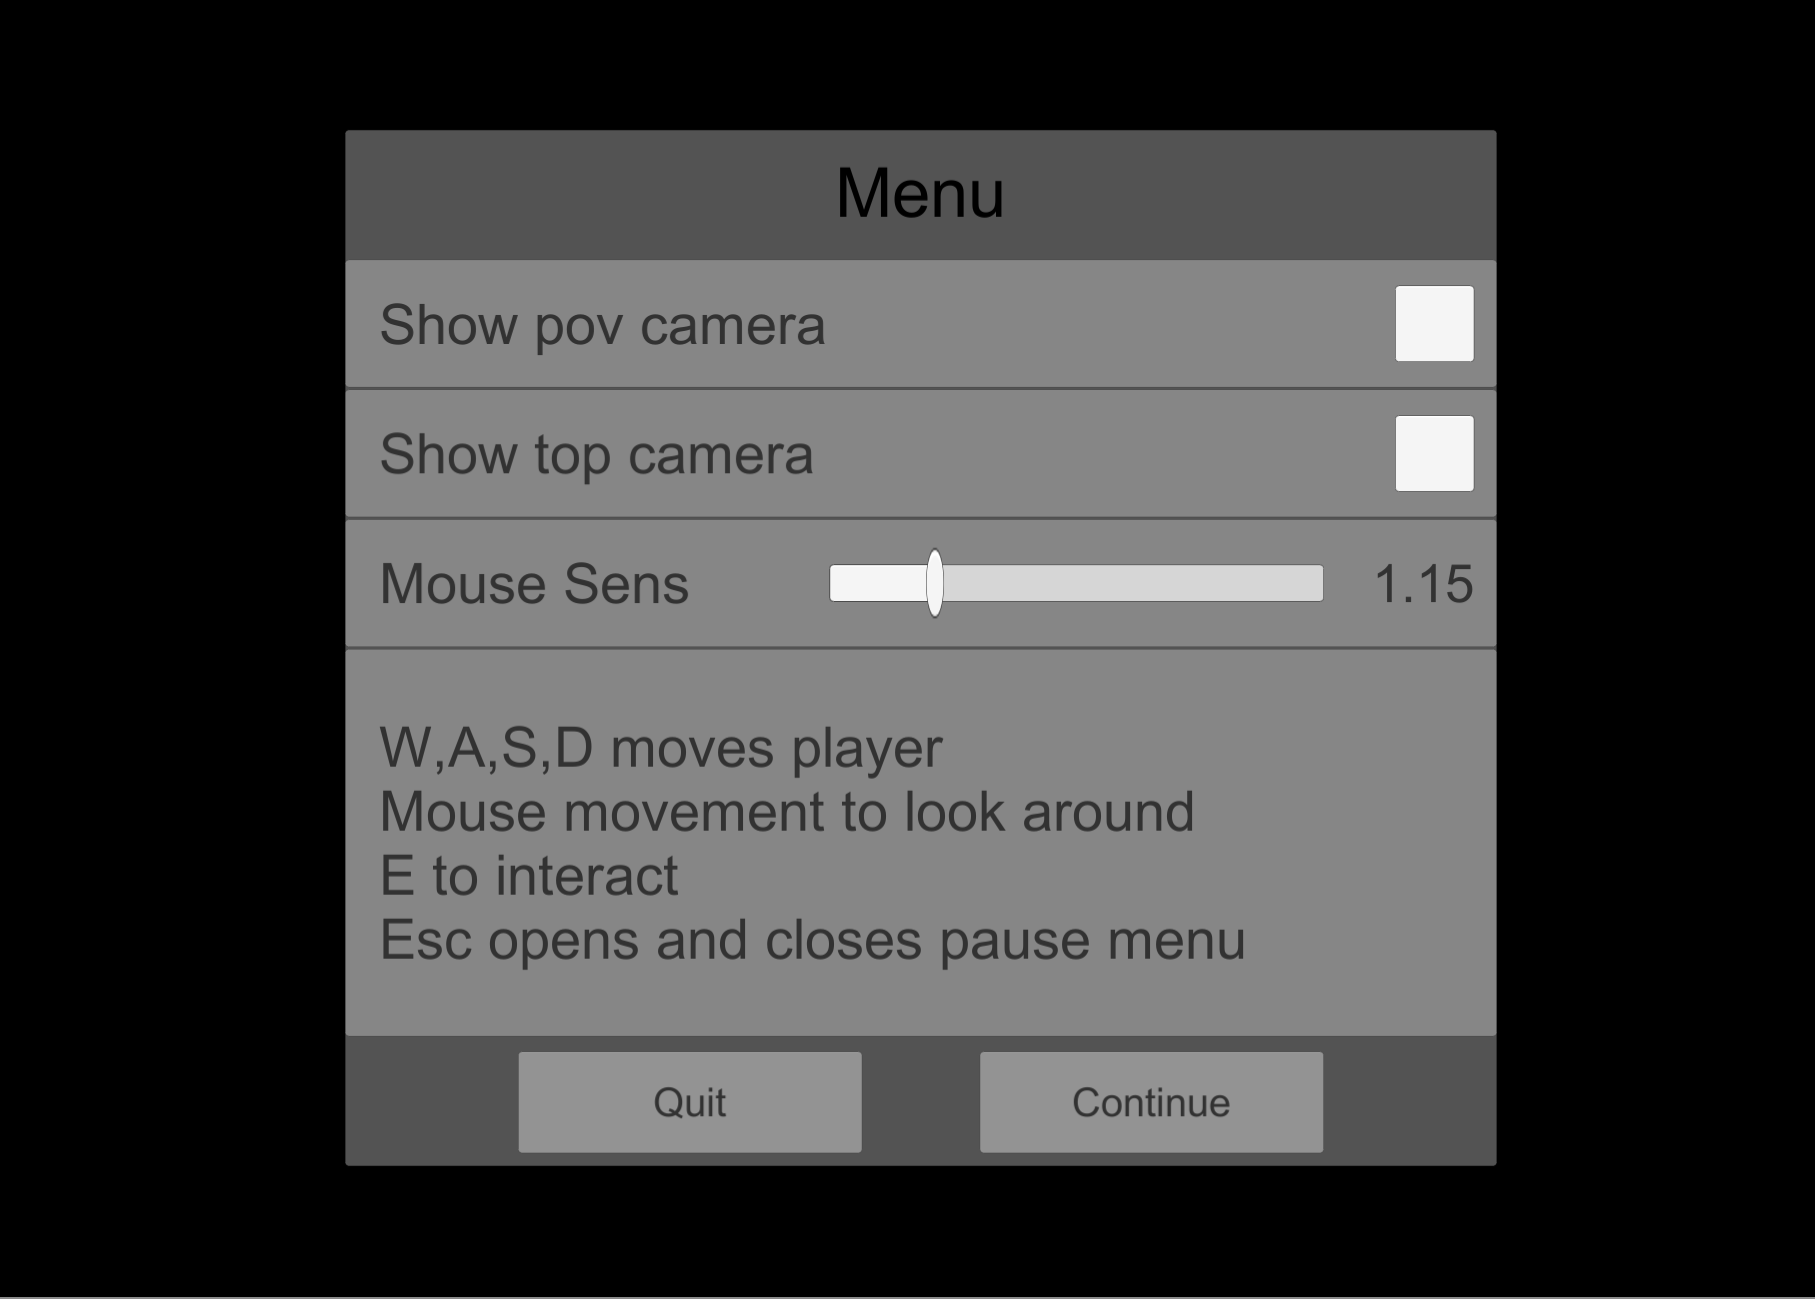 Menu
Show pov camera
Show top camera
Mouse Sens 1.15
W,A,S,D moves player
Mouse movement to look around
E to interact
Esc opens and closes pause menu
Quit Continue